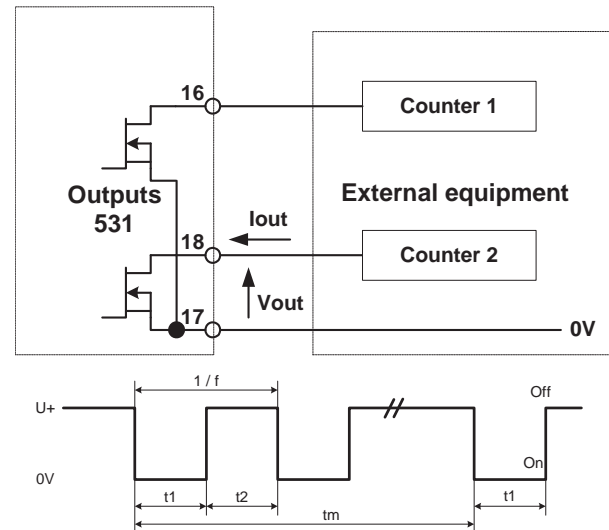 16
Counter 1
Outputs
531
External equipment
Iout
18
Counter 2
Vout
17
0V
1 / f
U+
Off
0V
On
t1
t2
t1
tm